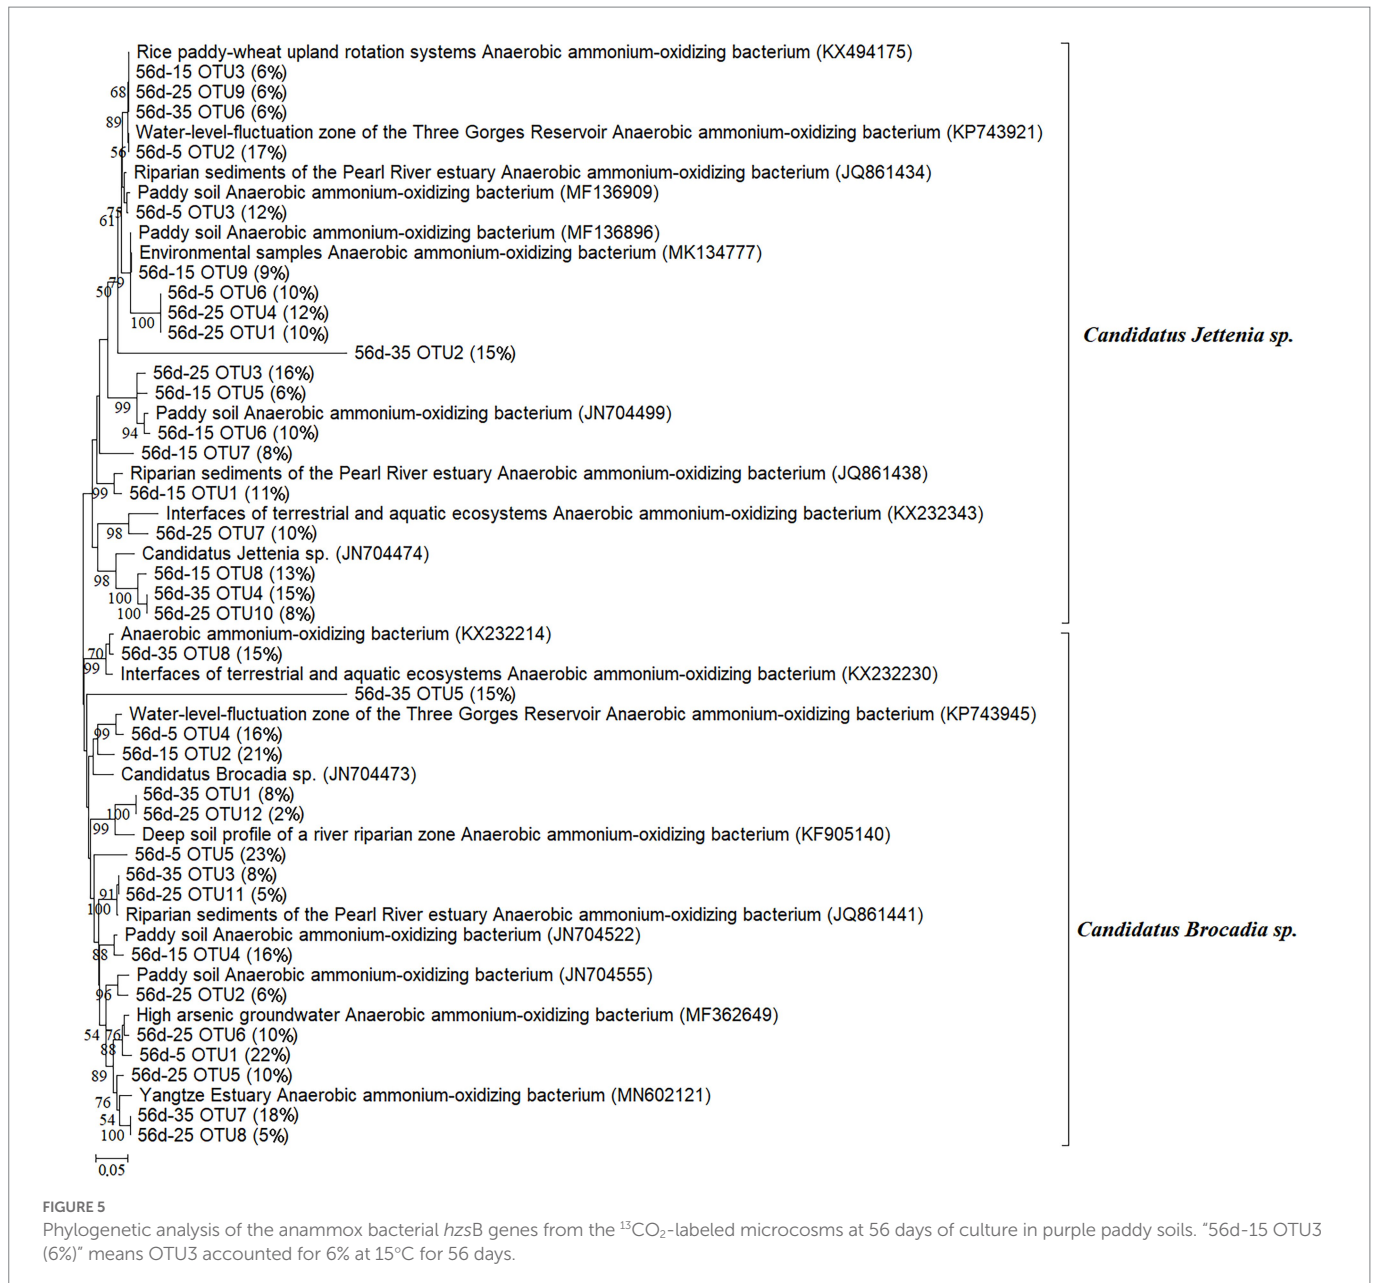 Rice paddy-wheat upland rotation systems Anaerobic ammonium-oxidizing bacterium (KX494175)
56d-15 OTU3 (6%)
68
56d-25 OTU9 (6%)
56d-35 OTU6 (6%)
89
Water-level-fluctuation zone of the Three Gorges Reservoir Anaerobic ammonium-oxidizing bacterium (KP743921)
56
56d-5 OTU2 (17%)
Riparian sediments of the Pearl River estuary Anaerobic ammonium-oxidizing bacterium (JQ861434)
Paddy soil Anaerobic ammonium-oxidizing bacterium (MF136909)
56d-5 OTU3 (12%)
61
Paddy soil Anaerobic ammonium-oxidizing bacterium (MF136896)
Environmental samples Anaerobic ammonium-oxidizing bacterium (MK134777)
56d-15 OTU9 (9%)
79
50
56d-5 OTU6 (10%)
56d-25 OTU4 (12%)
100
56d-25 OTU1 (10%)
Candidatus Jettenia sp.
56d-35 OTU2 (15%)
56d-25 OTU3 (16%)
56d-15 OTU5 (6%)
99
Paddy soil Anaerobic ammonium-oxidizing bacterium (JN704499)
94
56d-15 OTU6 (10%)
56d-15 OTU7 (8%)
Riparian sediments of the Pearl River estuary Anaerobic ammonium-oxidizing bacterium (JQ861438)
99
56d-15 OTU1 (11%)
Interfaces of terrestrial and aquatic ecosystems Anaerobic ammonium-oxidizing bacterium (KX232343)
98
56d-25 OTU7 (10%)
Candidatus Jettenia sp. (JN704474)
98
56d-15 OTU8 (13%)
100
56d-35 OTU4 (15%)
100
56d-25 OTU10 (8%)
Anaerobic ammonium-oxidizing bacterium (KX232214)
70
56d-35 OTU8 (15%)
99
Interfaces of terrestrial and aquatic ecosystems Anaerobic ammonium-oxidizing bacterium (KX232230)
56d-35 OTU5 (15%)
Water-level-fluctuation zone of the Three Gorges Reservoir Anaerobic ammonium-oxidizing bacterium (KP743945)
99
56d-5 OTU4 (16%)
56d-15 OTU2 (21%)
Candidatus Brocadia sp. (JN704473)
56d-35 OTU1 (8%)
100
56d-25 OTU12 (2%)
99
Deep soil profile of a river riparian zone Anaerobic ammonium-oxidizing bacterium (KF905140)
56d-5 OTU5 (23%)
56d-35 OTU3 (8%)
91
56d-25 OTU11 (5%)
100
Riparian sediments of the Pearl River estuary Anaerobic ammonium-oxidizing bacterium (JQ861441)
Candidatus Brocadia sp.
Paddy soil Anaerobic ammonium-oxidizing bacterium (JN704522)
88
56d-15 OTU4 (16%)
Paddy soil Anaerobic ammonium-oxidizing bacterium (JN704555)
96
56d-25 OTU2 (6%)
High arsenic groundwater Anaerobic ammonium-oxidizing bacterium (MF362649)
54 76
56d-25 OTU6 (10%)
88
56d-5 OTU1 (22%)
89
56d-25 OTU5 (10%)
76
Yangtze Estuary Anaerobic ammonium-oxidizing bacterium (MN602121)
54
56d-35 OTU7 (18%)
100
56d-25 OTU8 (5%)
0.05
FIGURE 5
Phylogenetic analysis of the anammox bacterial hzsB genes from the ¹³CO₂-labeled microcosms at 56 days of culture in purple paddy soils. "56d-15 OTU3
(6%)" means OTU3 accounted for 6% at 15°C for 56 days.